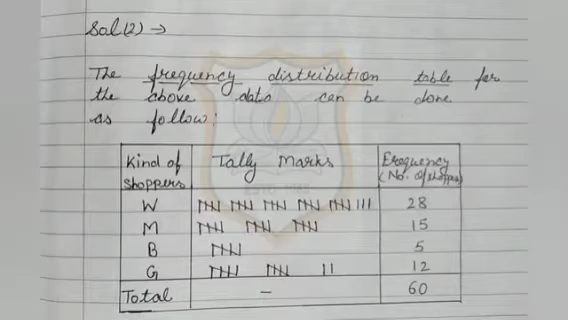 Sol(2) →
The frequency distribution table for
the above data can be done
as follow:
Kind of shoppers Tally Marks Frequency (No. of shoppers)
W 𝍸 𝍸 𝍸 𝍸 𝍸 ||| 28
M 𝍸 𝍸 𝍸 15
B 𝍸 5
G 𝍸 𝍸 || 12
Total - 60